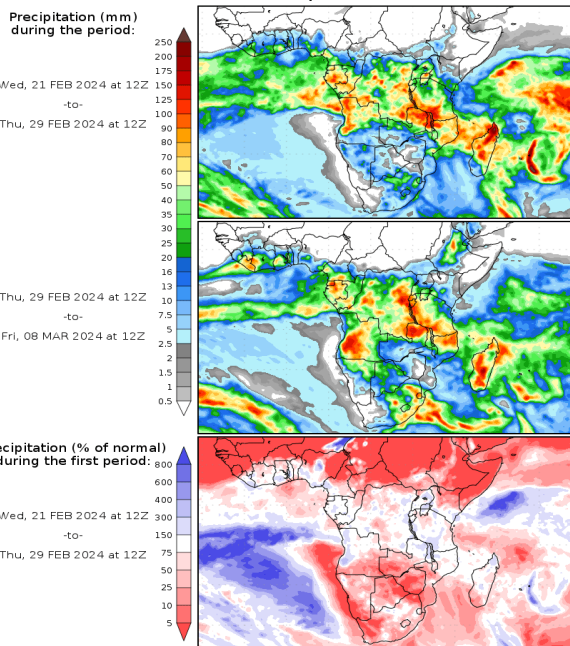 Precipitation (mm)
during the period:
250
200
175
150
125
100
90
80
70
60
50
40
35
30
25
20
16
13
10
7.5
5
2.5
2
1.5
1
0.5
Wed, 21 FEB 2024 at 12Z
-to-
Thu, 29 FEB 2024 at 12Z
Thu, 29 FEB 2024 at 12Z
-to-
Fri, 08 MAR 2024 at 12Z
ecipitation (% of normal)
during the first period:
800
600
400
300
150
75
50
25
10
5
Wed, 21 FEB 2024 at 12Z
-to-
Thu, 29 FEB 2024 at 12Z